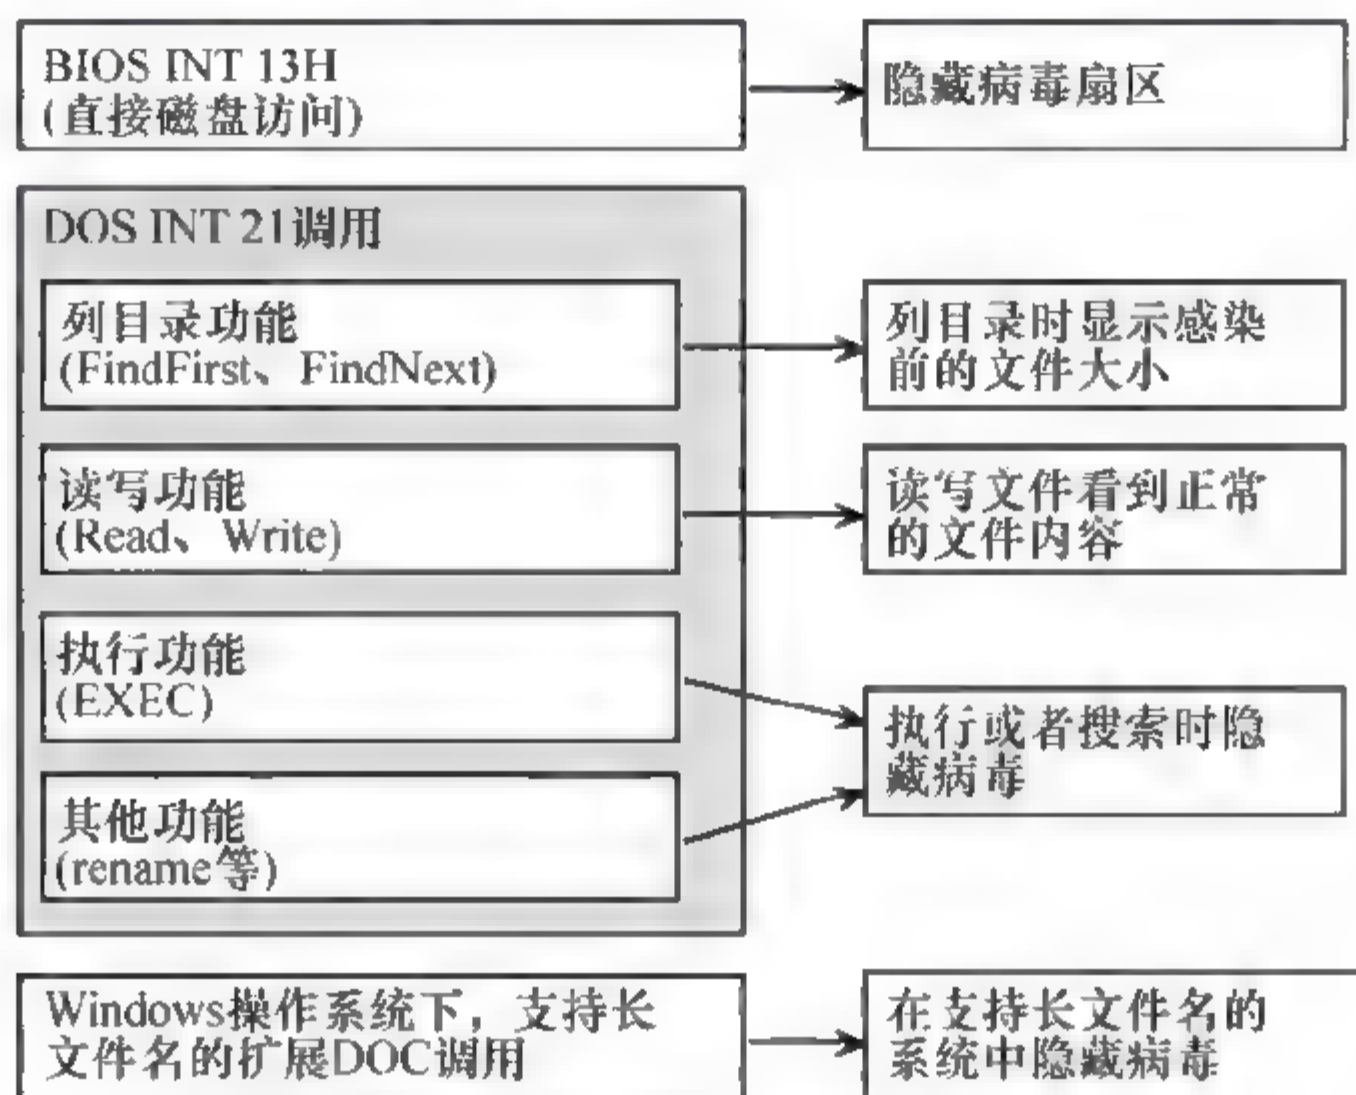 BIOS INT 13H
(直接磁盘访问)
隐藏病毒扇区
DOS INT 21调用
列目录功能
(FindFirst、FindNext)
列目录时显示感染
前的文件大小
读写功能
(Read、Write)
读写文件看到正常
的文件内容
执行功能
(EXEC)
其他功能
(rename等)
执行或者搜索时隐
藏病毒
Windows操作系统下，支持长
文件名的扩展DOC调用
在支持长文件名的
系统中隐藏病毒